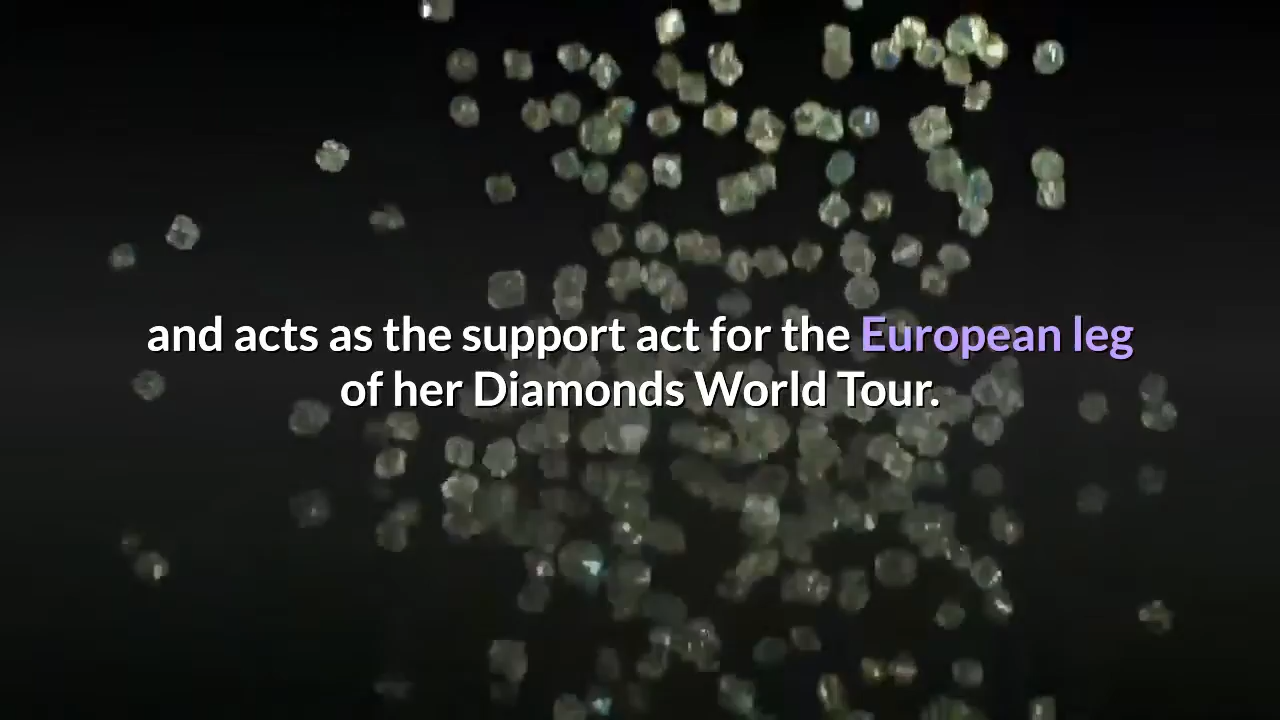 and acts as the support act for the European leg
of her Diamonds World Tour.